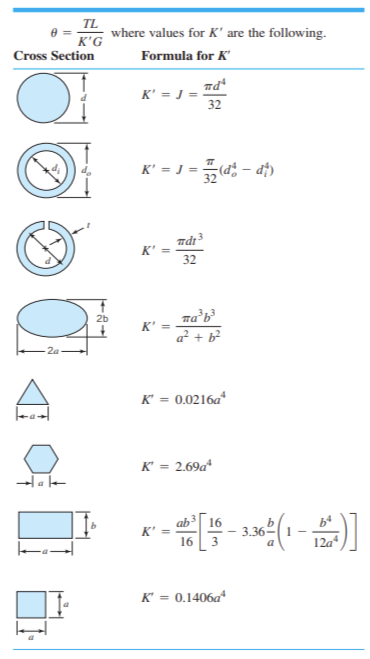 θ = TL / K'G where values for K' are the following.
Cross Section Formula for K'
d
K' = J = πd⁴ / 32
dᵢ dₒ
K' = J = π/32 (dₒ⁴ − dᵢ⁴)
t
d
K' = πdt³ / 32
2b
2a
K' = πa³b³ / a² + b²
a
K' = 0.0216a⁴
a
K' = 2.69a⁴
b
a
K' = ab³/16 [16/3 − 3.36 b/a (1 − b⁴/12a⁴)]
a
a
K' = 0.1406a⁴